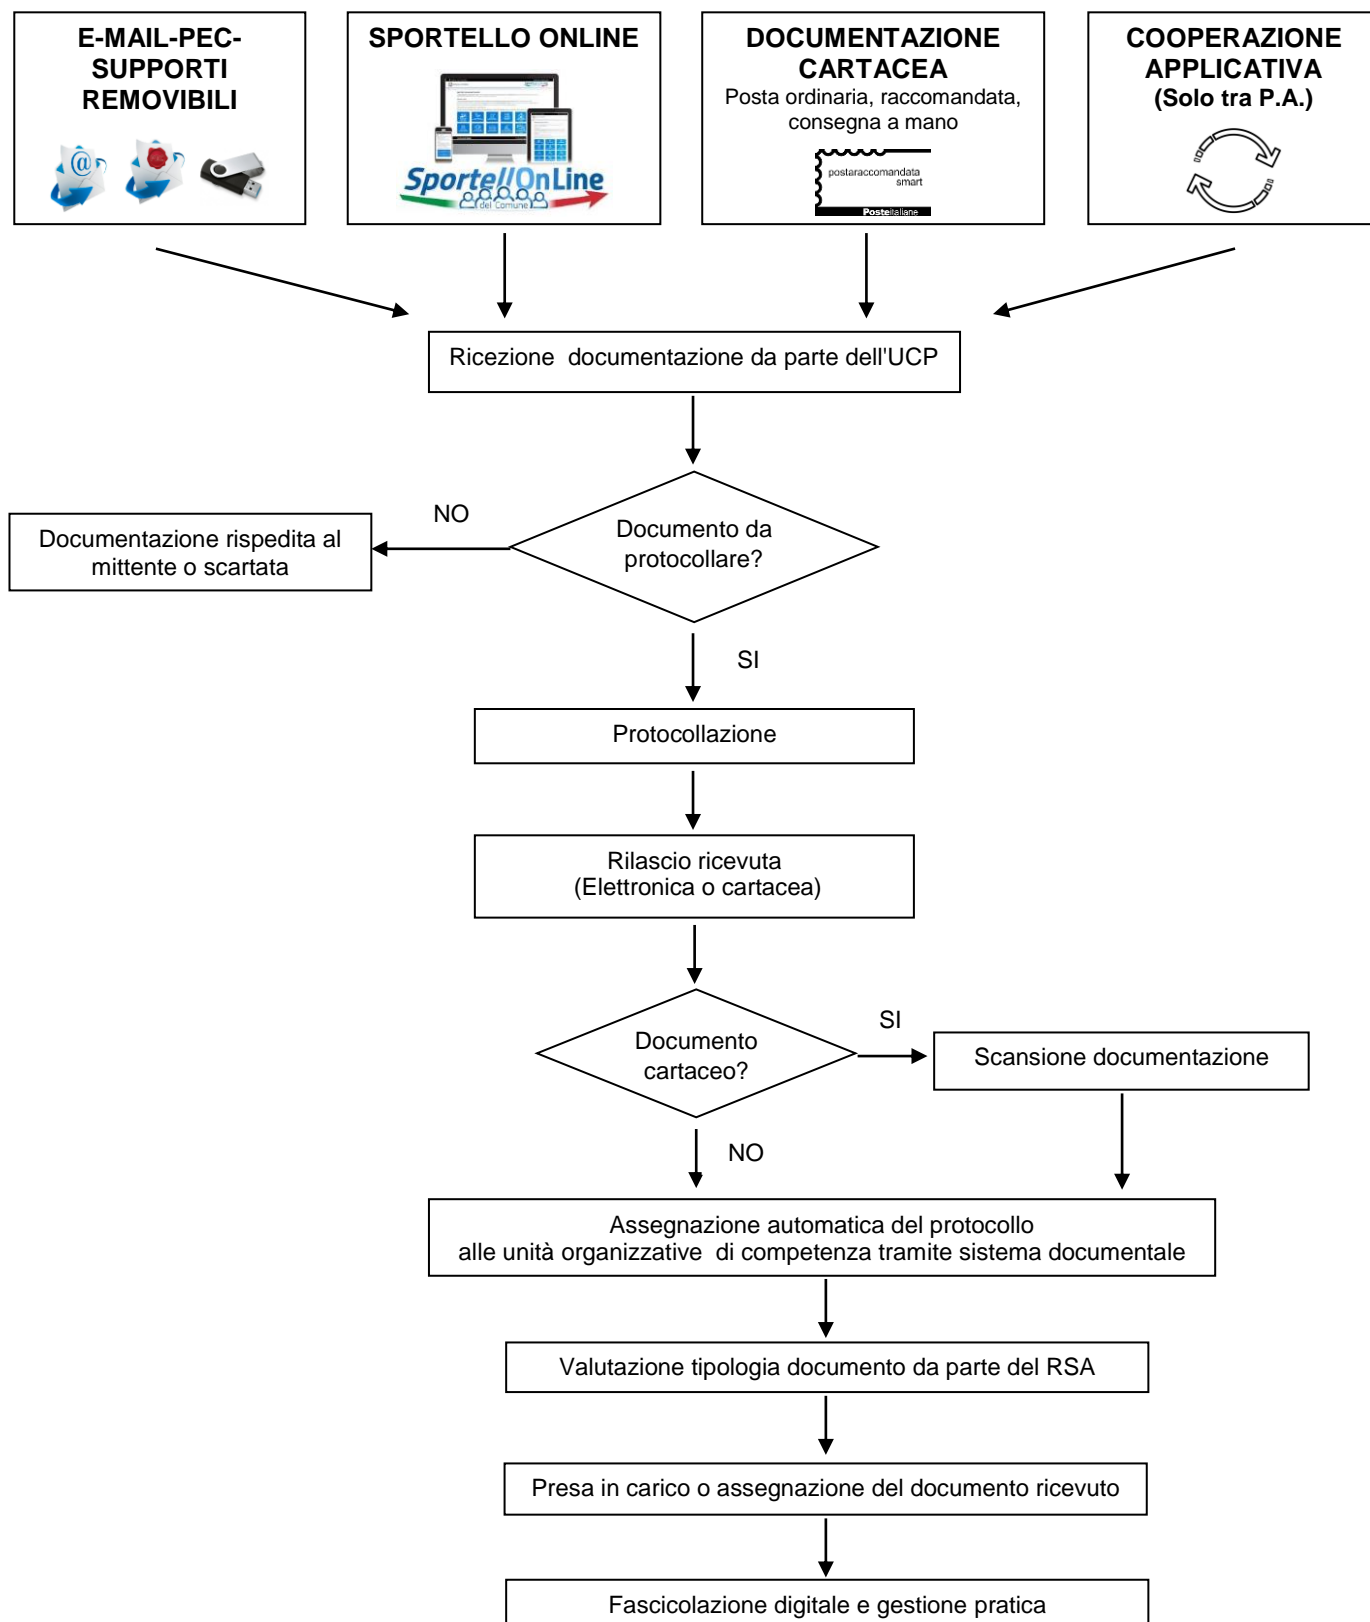 E-MAIL-PEC-
SUPPORTI
REMOVIBILI
@
SPORTELLO ONLINE
SportellOnLine
del Comune
DOCUMENTAZIONE
CARTACEA
Posta ordinaria, raccomandata,
consegna a mano
postaraccomandata
smart
Posteitaliane
COOPERAZIONE
APPLICATIVA
(Solo tra P.A.)
Ricezione documentazione da parte dell'UCP
NO
Documento da
protocollare?
Documentazione rispedita al
mittente o scartata
SI
Protocollazione
Rilascio ricevuta
(Elettronica o cartacea)
Documento
cartaceo?
SI
Scansione documentazione
NO
Assegnazione automatica del protocollo
alle unità organizzative di competenza tramite sistema documentale
Valutazione tipologia documento da parte del RSA
Presa in carico o assegnazione del documento ricevuto
Fascicolazione digitale e gestione pratica